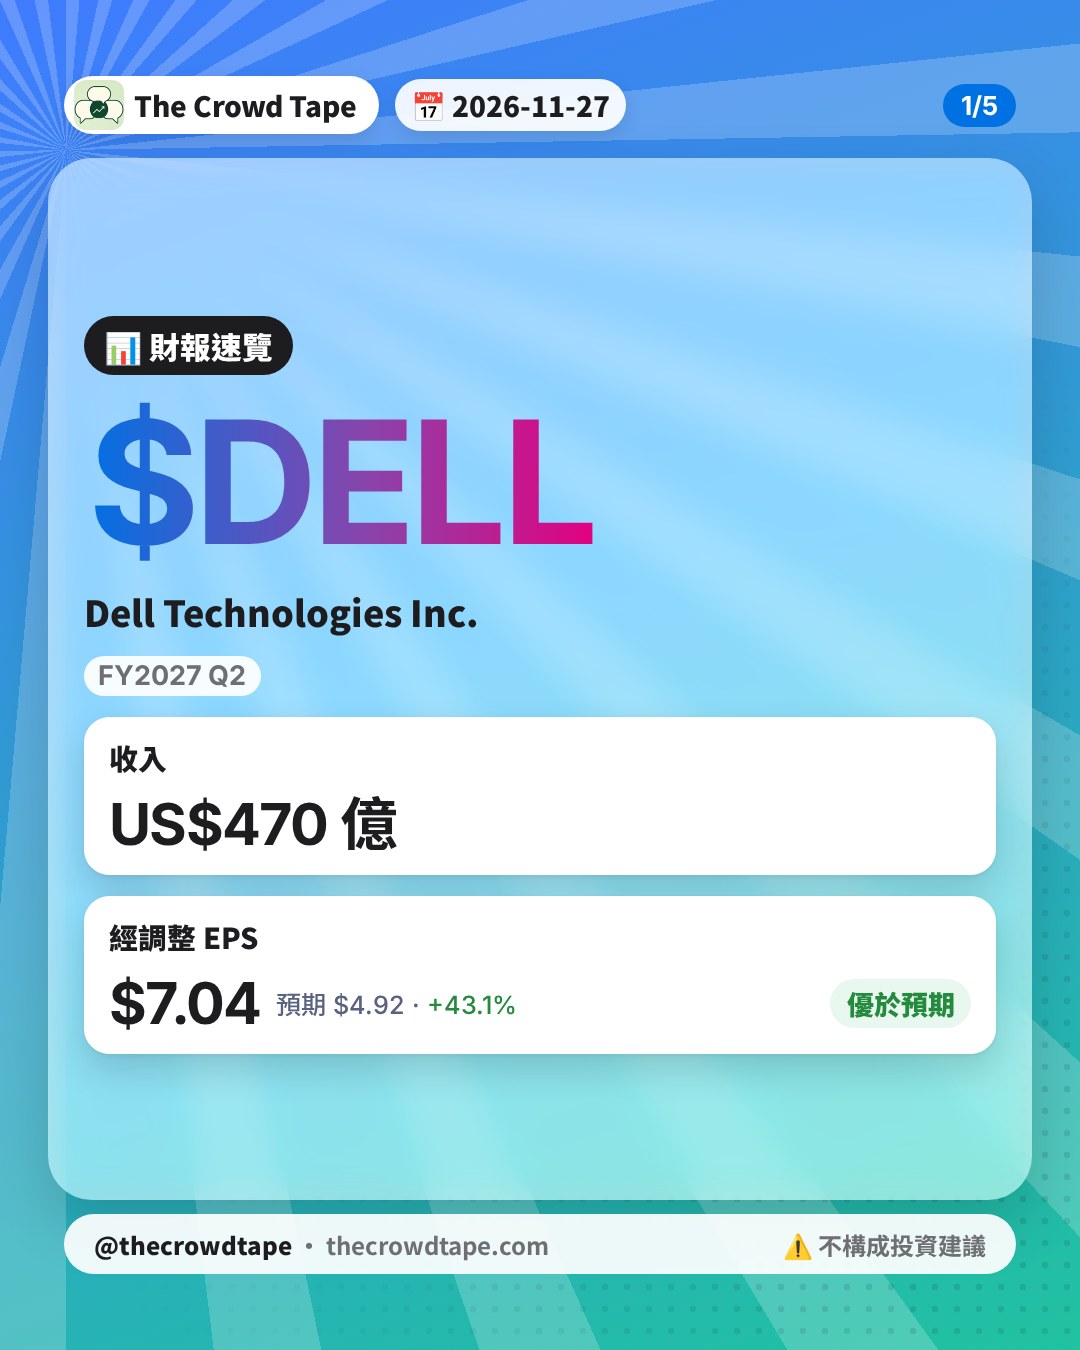 The Crowd Tape
📅 2026-11-27
1/5
📊 財報速覽
$DELL
Dell Technologies Inc.
FY2027 Q2
收入
US$470 億
經調整 EPS
$7.04 預期 $4.92 · +43.1% 優於預期
@thecrowdtape • thecrowdtape.com
⚠️ 不構成投資建議